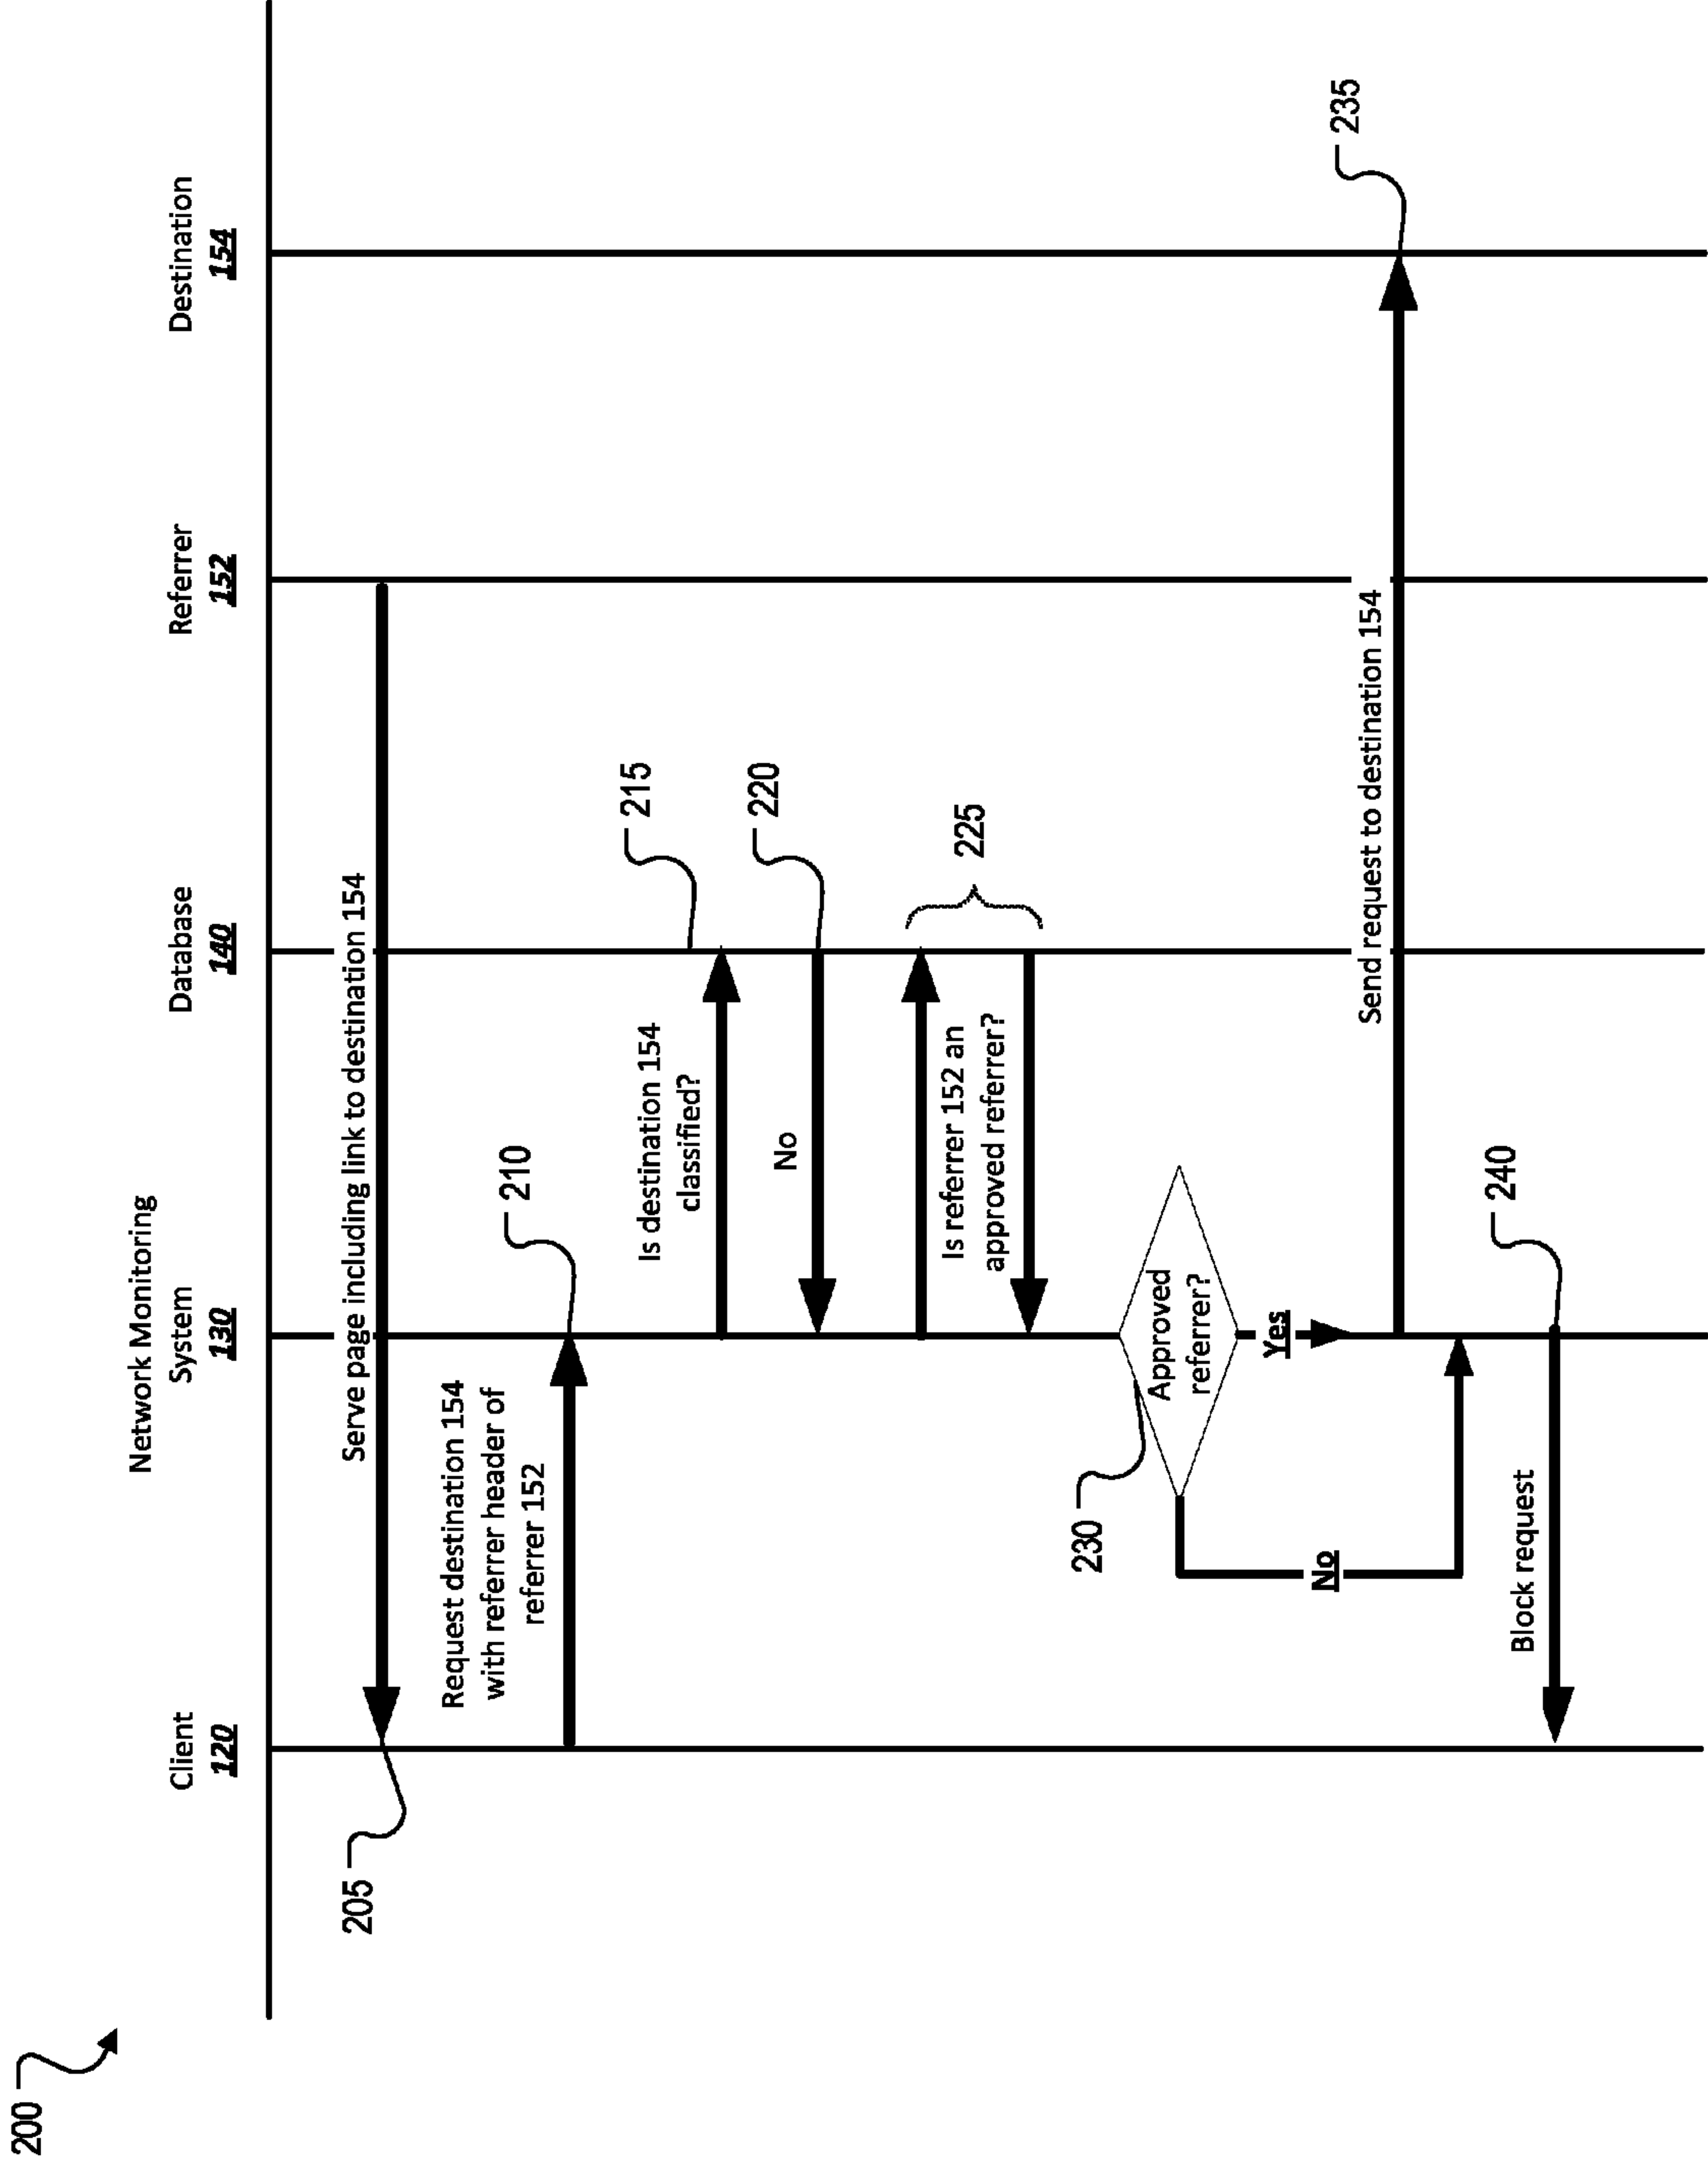 200
Client
120
Network Monitoring
System
130
Database
140
Referrer
152
Destination
154
205
Serve page including link to destination 154
Request destination 154
with referrer header of
referrer 152
210
Is destination 154
classified?
215
No
220
Is referrer 152 an
approved referrer?
225
230
Approved
referrer?
Yes
No
Send request to destination 154
235
Block request
240